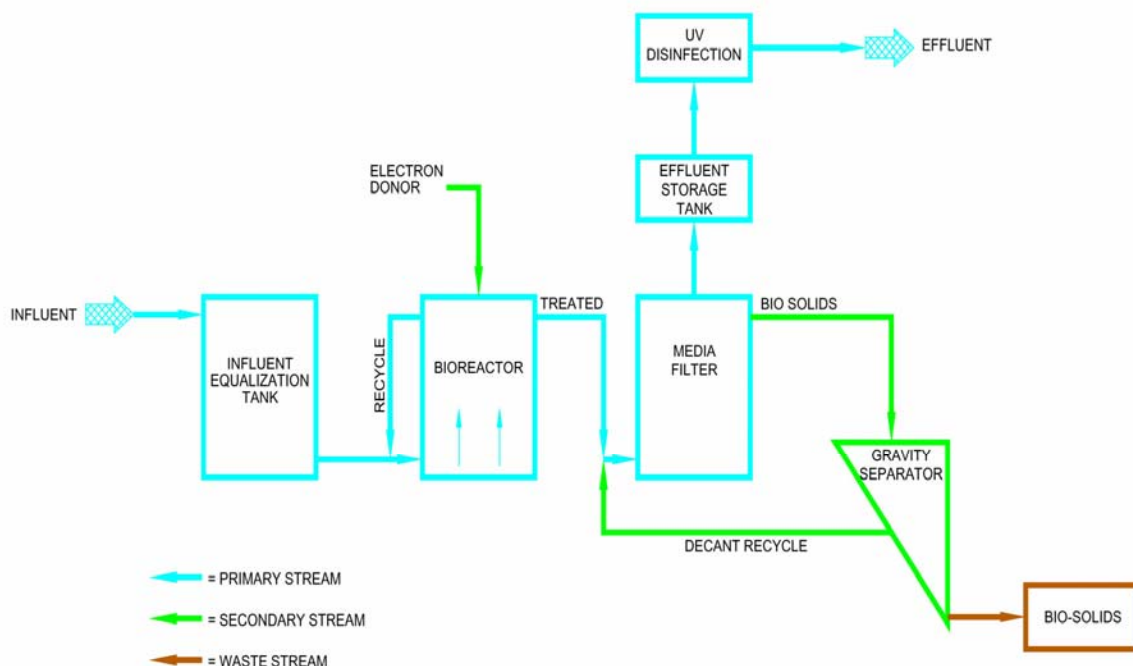 UV
DISINFECTION
EFFLUENT
ELECTRON
DONOR
EFFLUENT
STORAGE
TANK
INFLUENT
INFLUENT
EQUALIZATION
TANK
RECYCLE
BIOREACTOR
TREATED
MEDIA
FILTER
BIO SOLIDS
GRAVITY
SEPARATOR
DECANT RECYCLE
BIO-SOLIDS
= PRIMARY STREAM
= SECONDARY STREAM
= WASTE STREAM